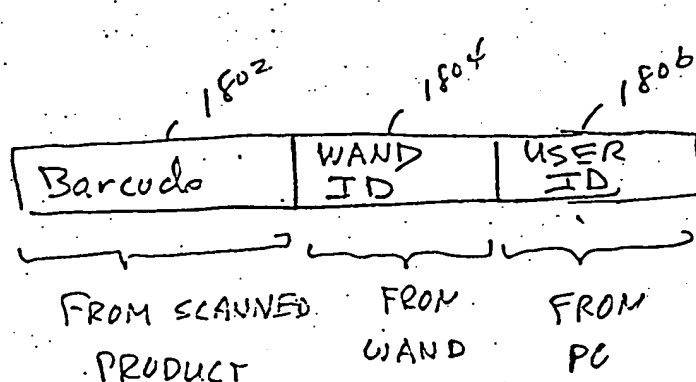 1802 1804 1806
Barcode WAND USER
ID ID
FROM SCANNED FROM FROM
PRODUCT WAND PC